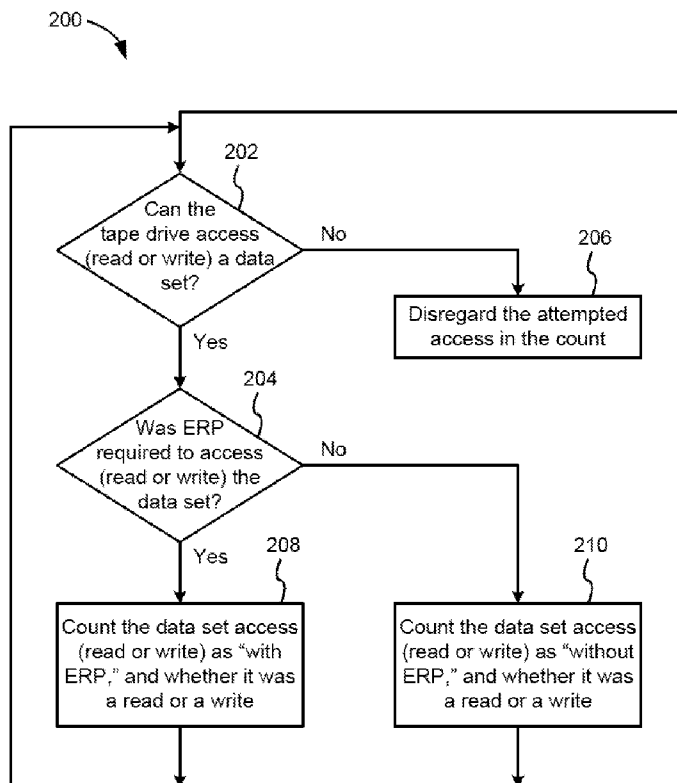 200
202
Can the
tape drive access
(read or write) a data
set?
No
206
Disregard the attempted
access in the count
Yes
204
Was ERP
required to access
(read or write) the
data set?
No
Yes
208
Count the data set access
(read or write) as “with
ERP,” and whether it was
a read or a write
210
Count the data set access
(read or write) as “without
ERP,” and whether it was
a read or a write